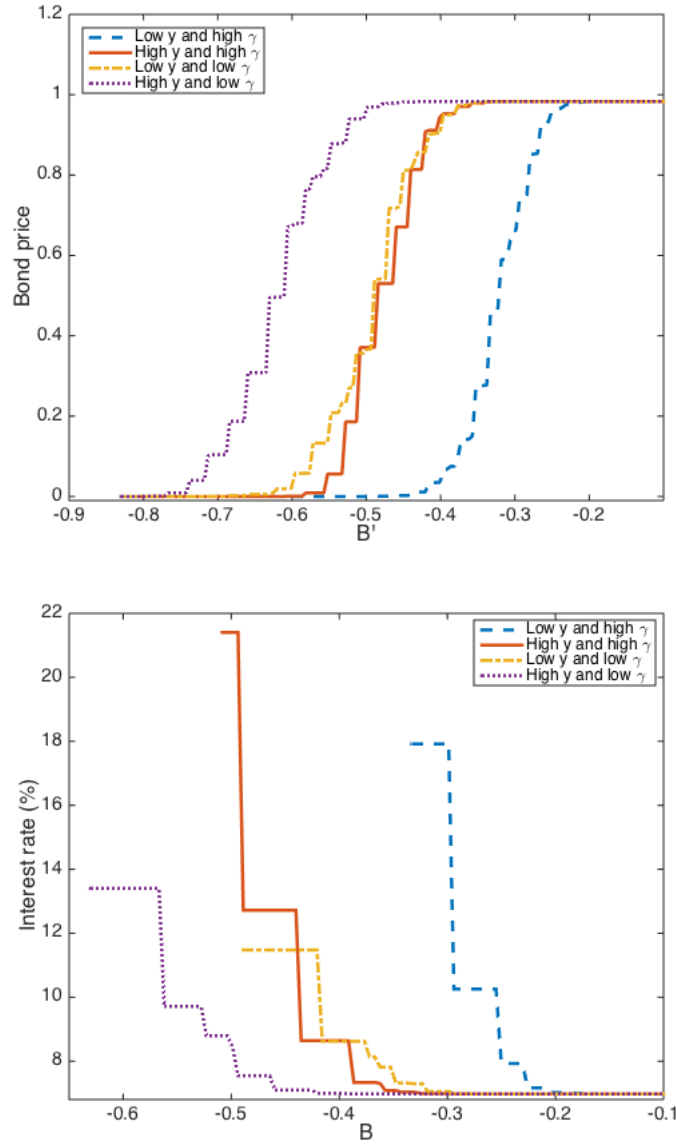 1.2
1
0.8
0.6
0.4
0.2
0
Bond price
Low y and high γ
High y and high γ
Low y and low γ
High y and low γ
-0.9 -0.8 -0.7 -0.6 -0.5 -0.4 -0.3 -0.2
B'
22
20
18
16
14
12
10
8
Interest rate (%)
Low y and high γ
High y and high γ
Low y and low γ
High y and low γ
-0.6 -0.5 -0.4 -0.3 -0.2 -0.1
B